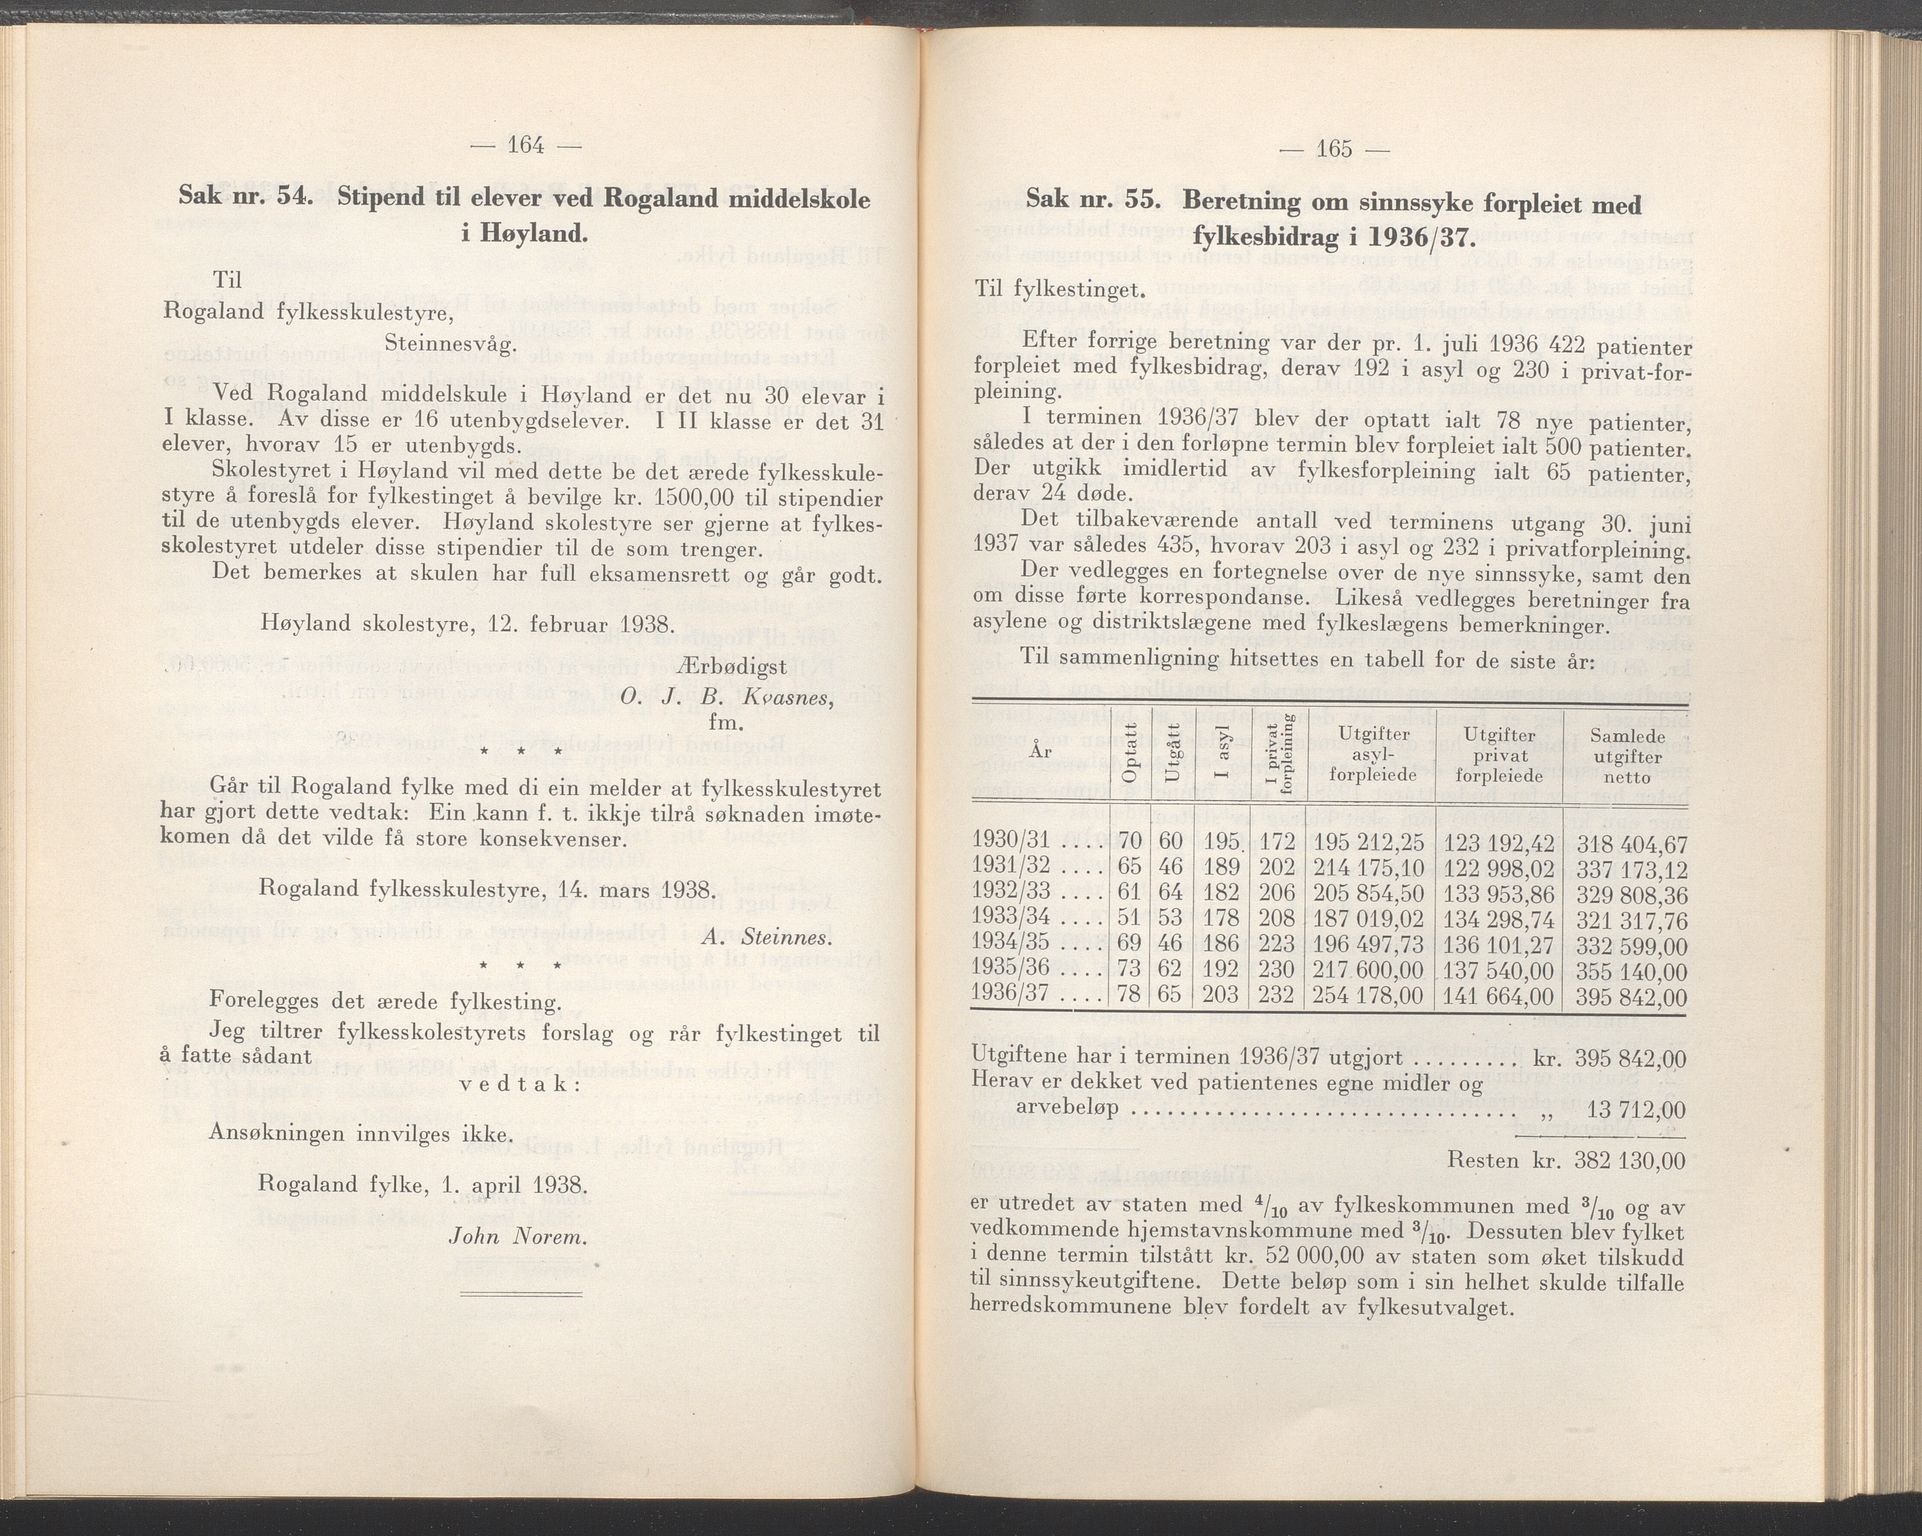 — 164 —
Sak nr. 54. Stipend til elever ved Rogaland middelskole
i Høyland.
Til
Rogaland fylkesskulestyre,
Steinnesvåg.
Ved Rogaland middelskule i Høyland er det nu 30 elevar i
I klasse. Av disse er 16 utenbygdselever. I II klasse er det 31
elever, hvorav 15 er utenbygds.
Skolestyret i Høyland vil med dette be det ærede fylkesskule-
styre å foreslå for fylkestinget å bevilge kr. 1500,00 til stipendier
til de utenbygds elever. Høyland skolestyre ser gjerne at fylkes-
skolestyret utdeler disse stipendier til de som trenger.
Det bemerkes at skulen har full eksamensrett og går godt.
Høyland skolestyre, 12. februar 1938.
Ærbødigst
O. J. B. Kvasnes,
fm.
* * *
Går til Rogaland fylke med di ein melder at fylkesskulestyret
har gjort dette vedtak: Ein kann f. t. ikkje tilrå søknaden imøte-
komen då det vilde få store konsekvenser.
Rogaland fylkesskulestyre, 14. mars 1938.
A. Steinnes.
* * *
Forelegges det ærede fylkesting.
Jeg tiltrer fylkesskolestyrets forslag og rår fylkestinget til
å fatte sådant
vedtak:
Ansøkningen innvilges ikke.
Rogaland fylke, 1. april 1938.
John Norem.
— 165 —
Sak nr. 55. Beretning om sinnssyke forpleiet med
fylkesbidrag i 1936/37.
Til fylkestinget.
Efter forrige beretning var der pr. 1. juli 1936 422 patienter
forpleiet med fylkesbidrag, derav 192 i asyl og 230 i privat-for-
pleining.
I terminen 1936/37 blev der optatt ialt 78 nye patienter,
således at der i den forløpne termin blev forpleiet ialt 500 patienter.
Der utgikk imidlertid av fylkesforpleining ialt 65 patienter,
derav 24 døde.
Det tilbakeværende antall ved terminens utgang 30. juni
1937 var således 435, hvorav 203 i asyl og 232 i privatforpleining.
Der vedlegges en fortegnelse over de nye sinnssyke, samt den
om disse førte korrespondanse. Likeså vedlegges beretninger fra
asylene og distriktslægene med fylkeslægens bemerkninger.
Til sammenligning hitsettes en tabell for de siste år:
År Optatt Utgått I asyl I privat forpleining Utgifter asyl-forpleiede Utgifter privat forpleiede Samlede utgifter netto
1930/31 .... 70 60 195 172 195 212,25 123 192,42 318 404,67
1931/32 .... 65 46 189 202 214 175,10 122 998,02 337 173,12
1932/33 .... 61 64 182 206 205 854,50 133 953,86 329 808,36
1933/34 .... 51 53 178 208 187 019,02 134 298,74 321 317,76
1934/35 .... 69 46 186 223 196 497,73 136 101,27 332 599,00
1935/36 .... 73 62 192 230 217 600,00 137 540,00 355 140,00
1936/37 .... 78 65 203 232 254 178,00 141 664,00 395 842,00
Utgiftene har i terminen 1936/37 utgjort ......... kr. 395 842,00
Herav er dekket ved patientenes egne midler og
arvebeløp ................................ „ 13 712,00
Resten kr. 382 130,00
er utredet av staten med 4/10 av fylkeskommunen med 3/10 og av
vedkommende hjemstavnskommune med 3/10. Dessuten blev fylket
i denne termin tilstått kr. 52 000,00 av staten som øket tilskudd
til sinnssykeutgiftene. Dette beløp som i sin helhet skulde tilfalle
herredskommunene blev fordelt av fylkesutvalget.